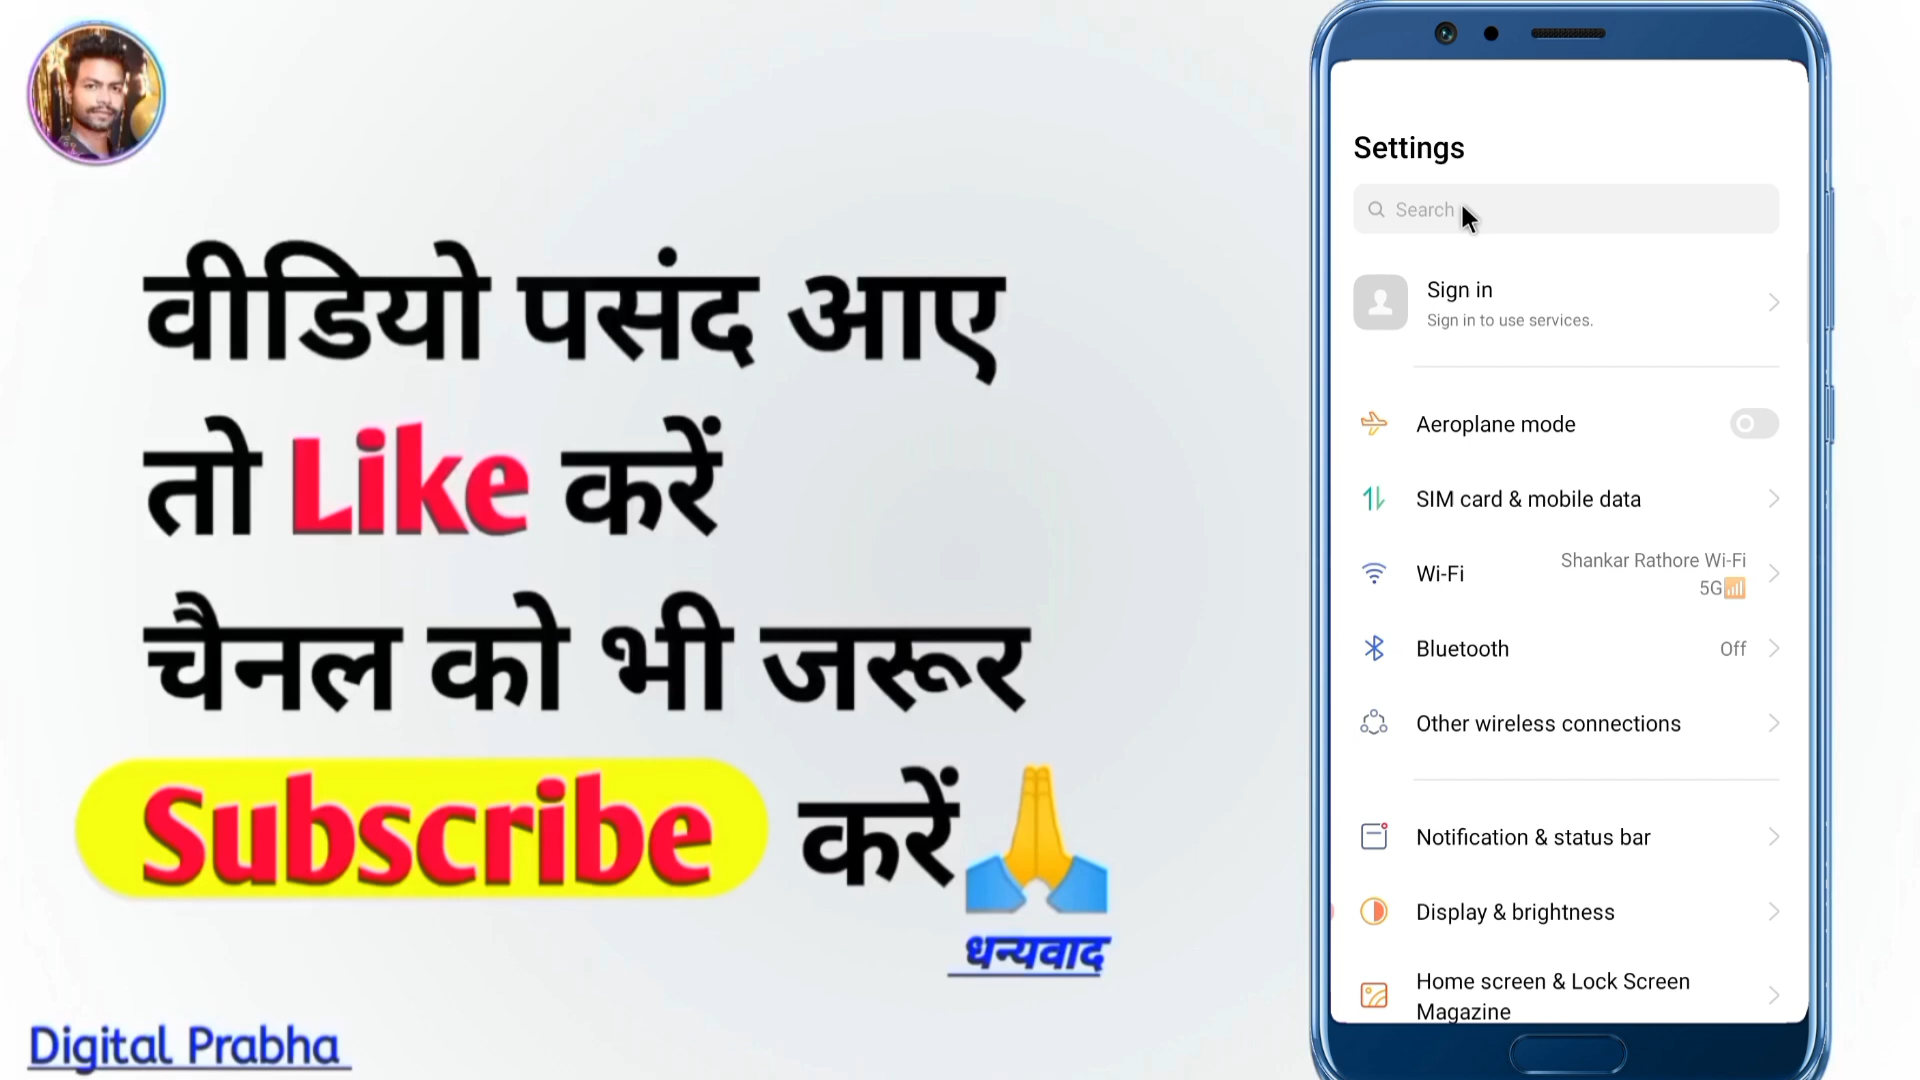 वीडियो पसंद आए
तो Like करें
चैनल को भी जरूर
Subscribe करें
धन्यवाद
Digital Prabha
Settings
Search
Sign in
Sign in to use services.
Aeroplane mode
SIM card & mobile data
Wi-Fi
Shankar Rathore Wi-Fi
5G
Bluetooth
Off
Other wireless connections
Notification & status bar
Display & brightness
Home screen & Lock Screen
Magazine